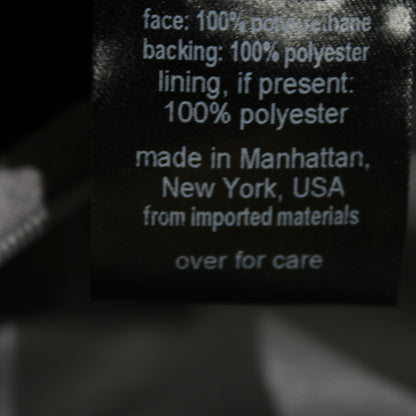 face: 100% polyurethane
backing: 100% polyester
lining, if present:
100% polyester
made in Manhattan,
New York, USA
from imported materials
over for care